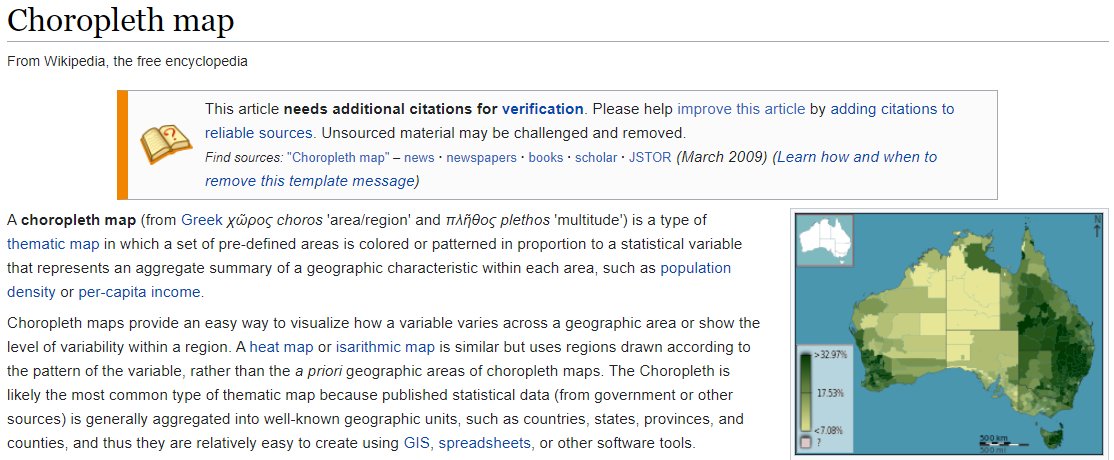 Choropleth map
From Wikipedia, the free encyclopedia
This article needs additional citations for verification. Please help improve this article by adding citations to
reliable sources. Unsourced material may be challenged and removed.
Find sources: "Choropleth map" – news · newspapers · books · scholar · JSTOR (March 2009) (Learn how and when to
remove this template message)
A choropleth map (from Greek χῶρος choros 'area/region' and πλῆθος plethos 'multitude') is a type of
thematic map in which a set of pre-defined areas is colored or patterned in proportion to a statistical variable
that represents an aggregate summary of a geographic characteristic within each area, such as population
density or per-capita income.
Choropleth maps provide an easy way to visualize how a variable varies across a geographic area or show the
level of variability within a region. A heat map or isarithmic map is similar but uses regions drawn according to
the pattern of the variable, rather than the a priori geographic areas of choropleth maps. The Choropleth is
likely the most common type of thematic map because published statistical data (from government or other
sources) is generally aggregated into well-known geographic units, such as countries, states, provinces, and
counties, and thus they are relatively easy to create using GIS, spreadsheets, or other software tools.
N
>32.97%
17.53%
<7.08%
?
500 km
500 mi